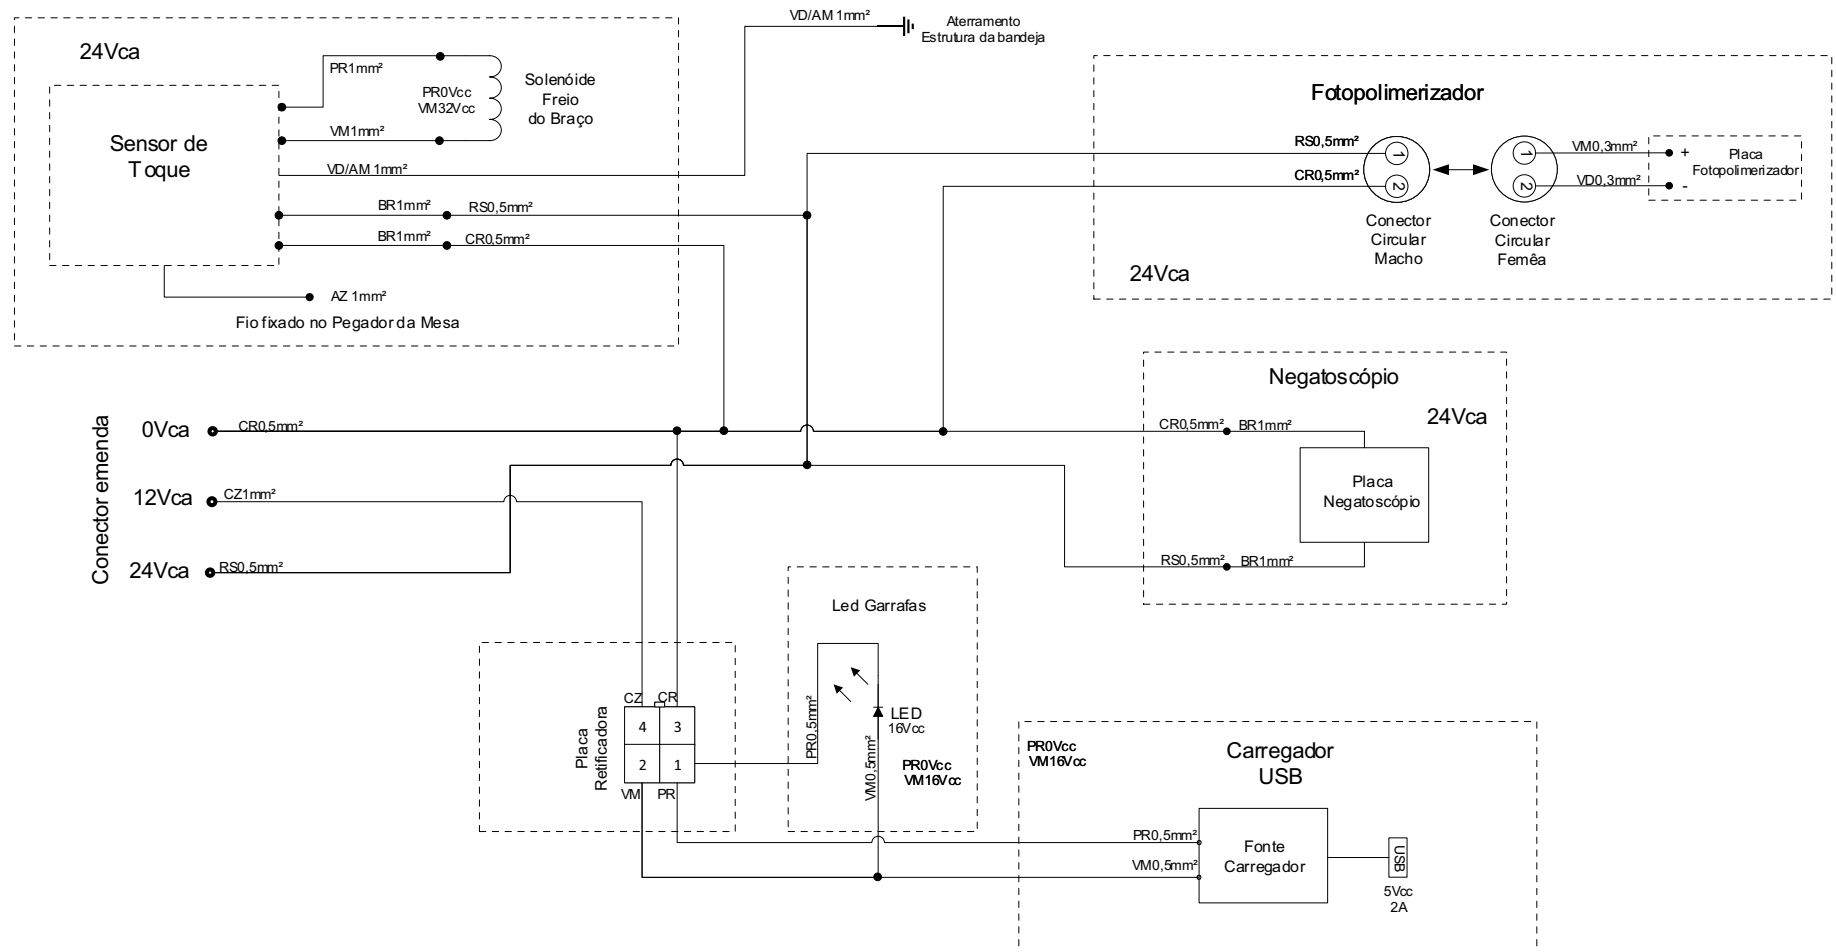 VD/AM 1mm²
Aterramento
Estrutura da bandeja
24Vca
PR1mm²
PR0Vcc
VM32Vcc
Solenóide
Freio
do Braço
VM1mm²
Sensor de
Toque
VD/AM 1mm²
BR1mm²
RS0,5mm²
BR1mm²
CR0,5mm²
AZ 1mm²
Fio fixado no Pegador da Mesa
Fotopolimerizador
RS0,5mm²
CR0,5mm²
1
2
1
2
VM0,3mm²
VD0,3mm²
+
-
Placa
Fotopolimerizador
Conector
Circular
Macho
Conector
Circular
Femêa
24Vca
Conector emenda
0Vca
CR0,5mm²
12Vca
CZ1mm²
24Vca
RS0,5mm²
Negatoscópio
24Vca
CR0,5mm²
BR1mm²
Placa
Negatoscópio
RS0,5mm²
BR1mm²
Led Garrafas
PR0,5mm²
LED
16Vcc
VM0,5mm²
PR0Vcc
VM16Vcc
Placa
Retificadora
CZ
CR
4
3
2
1
VM
PR
PR0Vcc
VM16Vcc
Carregador
USB
PR0,5mm²
VM0,5mm²
Fonte
Carregador
USB
5Vcc
2A